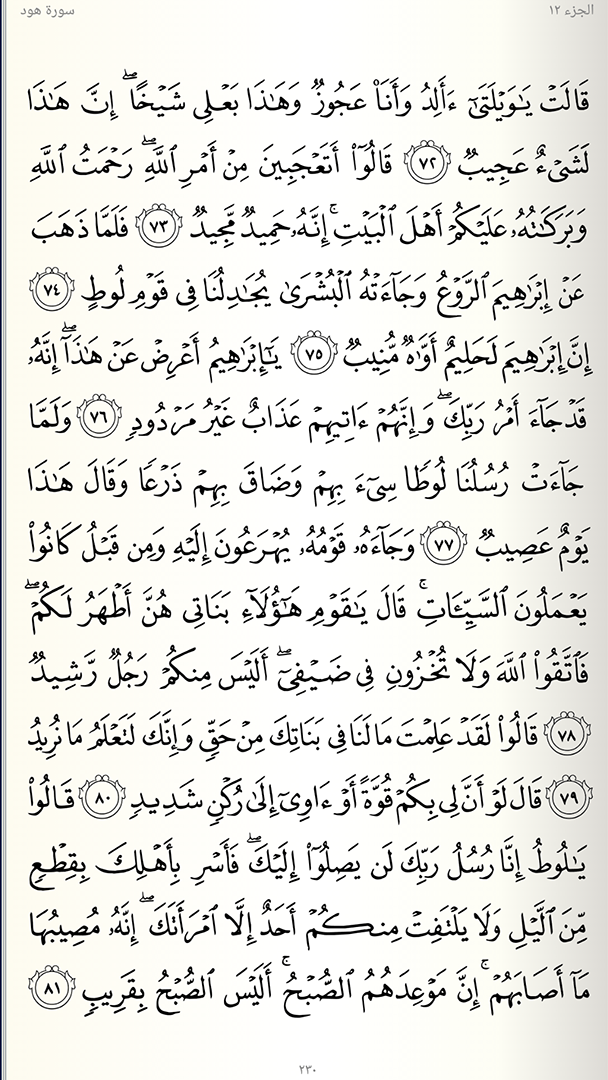 الجزء ١٢
سورة هود
قَالَتۡ يَٰوَيۡلَتَىٰٓ ءَأَلِدُ وَأَنَا۠ عَجُوزٞ وَهَٰذَا بَعۡلِي شَيۡخًاۖ إِنَّ هَٰذَا
لَشَيۡءٌ عَجِيبٞ ٧٢ قَالُوٓاْ أَتَعۡجَبِينَ مِنۡ أَمۡرِ ٱللَّهِۖ رَحۡمَتُ ٱللَّهِ
وَبَرَكَٰتُهُۥ عَلَيۡكُمۡ أَهۡلَ ٱلۡبَيۡتِۚ إِنَّهُۥ حَمِيدٞ مَّجِيدٞ ٧٣ فَلَمَّا ذَهَبَ
عَنۡ إِبۡرَٰهِيمَ ٱلرَّوۡعُ وَجَآءَتۡهُ ٱلۡبُشۡرَىٰ يُجَٰدِلُنَا فِي قَوۡمِ لُوطٍ ٧٤
إِنَّ إِبۡرَٰهِيمَ لَحَلِيمٌ أَوَّٰهٞ مُّنِيبٞ ٧٥ يَٰٓإِبۡرَٰهِيمُ أَعۡرِضۡ عَنۡ هَٰذَآۖ إِنَّهُۥ
قَدۡ جَآءَ أَمۡرُ رَبِّكَۖ وَإِنَّهُمۡ ءَاتِيهِمۡ عَذَابٌ غَيۡرُ مَرۡدُودٖ ٧٦ وَلَمَّا
جَآءَتۡ رُسُلُنَا لُوطٗا سِيٓءَ بِهِمۡ وَضَاقَ بِهِمۡ ذَرۡعٗا وَقَالَ هَٰذَا
يَوۡمٌ عَصِيبٞ ٧٧ وَجَآءَهُۥ قَوۡمُهُۥ يُهۡرَعُونَ إِلَيۡهِ وَمِن قَبۡلُ كَانُواْ
يَعۡمَلُونَ ٱلسَّيِّـَٔاتِۚ قَالَ يَٰقَوۡمِ هَٰٓؤُلَآءِ بَنَاتِي هُنَّ أَطۡهَرُ لَكُمۡۖ
فَٱتَّقُواْ ٱللَّهَ وَلَا تُخۡزُونِ فِي ضَيۡفِيٓۖ أَلَيۡسَ مِنكُمۡ رَجُلٞ رَّشِيدٞ
٧٨ قَالُواْ لَقَدۡ عَلِمۡتَ مَا لَنَا فِي بَنَاتِكَ مِنۡ حَقّٖ وَإِنَّكَ لَتَعۡلَمُ مَا نُرِيدُ
٧٩ قَالَ لَوۡ أَنَّ لِي بِكُمۡ قُوَّةً أَوۡ ءَاوِيٓ إِلَىٰ رُكۡنٖ شَدِيدٖ ٨٠ قَالُواْ
يَٰلُوطُ إِنَّا رُسُلُ رَبِّكَ لَن يَصِلُوٓاْ إِلَيۡكَۖ فَأَسۡرِ بِأَهۡلِكَ بِقِطۡعٖ
مِّنَ ٱلَّيۡلِ وَلَا يَلۡتَفِتۡ مِنكُمۡ أَحَدٌ إِلَّا ٱمۡرَأَتَكَۖ إِنَّهُۥ مُصِيبُهَا
مَآ أَصَابَهُمۡۚ إِنَّ مَوۡعِدَهُمُ ٱلصُّبۡحُۚ أَلَيۡسَ ٱلصُّبۡحُ بِقَرِيبٖ ٨١
٢٣٠